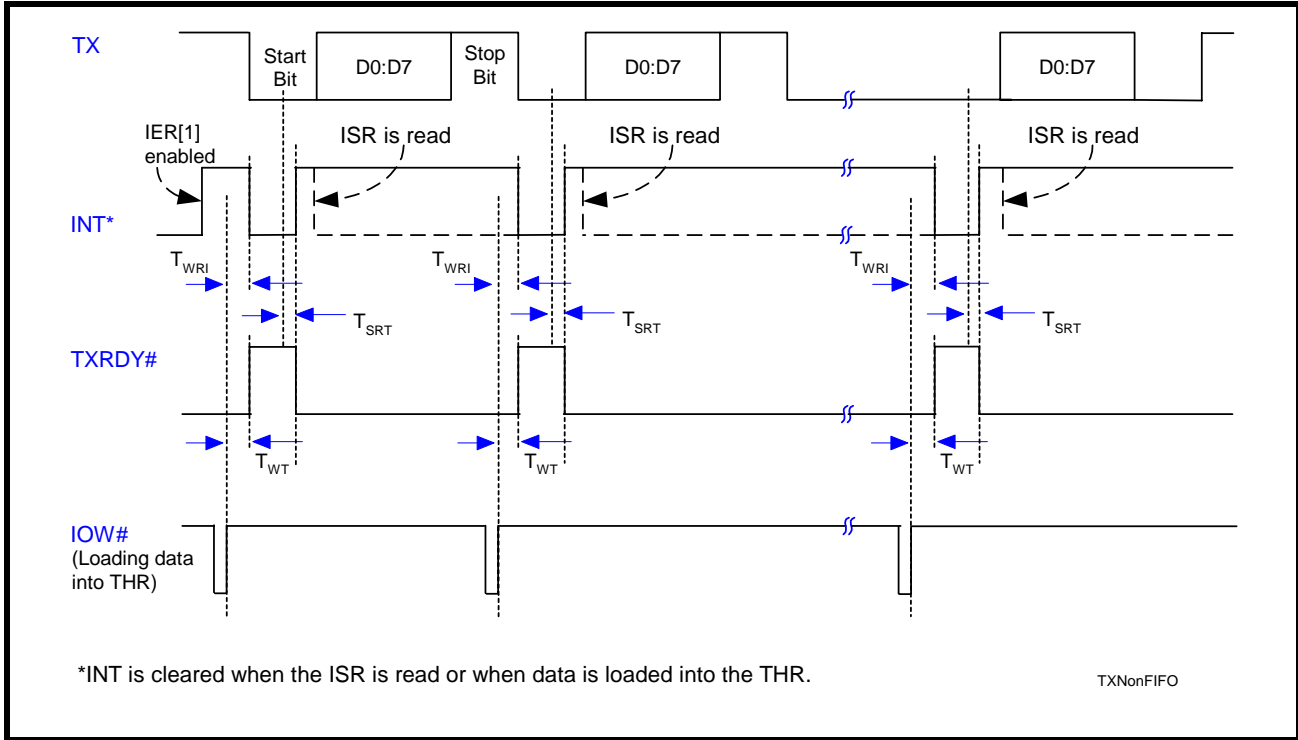 TX
Start
Bit
D0:D7
Stop
Bit
D0:D7
D0:D7
IER[1]
enabled
ISR is read
ISR is read
ISR is read
INT*
TWRI
TWRI
TWRI
TSRT
TSRT
TSRT
TXRDY#
TWT
TWT
TWT
IOW#
(Loading data
into THR)
*INT is cleared when the ISR is read or when data is loaded into the THR.
TXNonFIFO